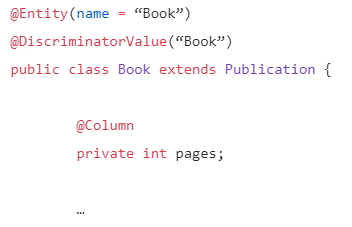 @Entity(name = “Book”)
@DiscriminatorValue(“Book”)
public class Book extends Publication {
@Column
private int pages;
…